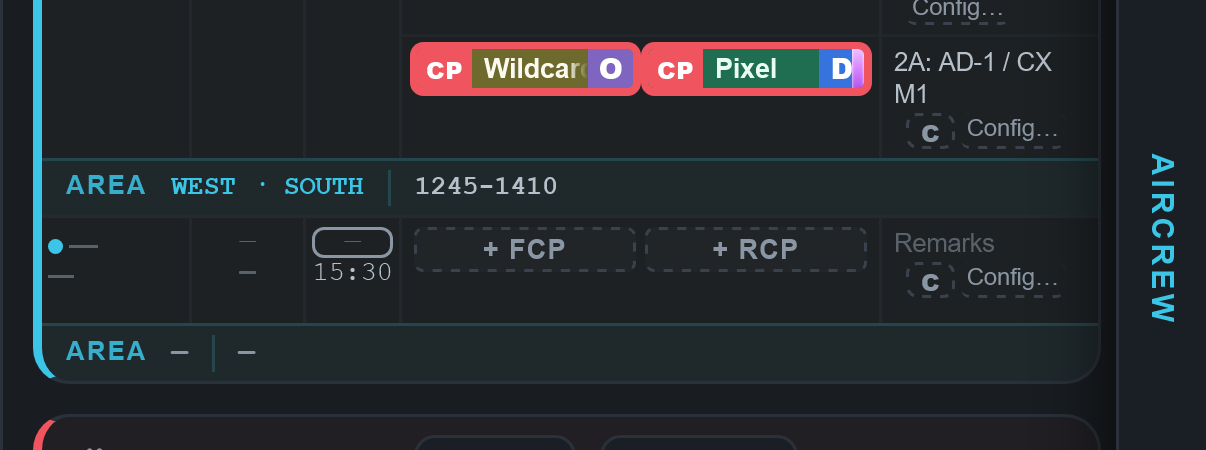 Config...
CP Wildcar O CP Pixel D
2A: AD-1 / CX
M1
C Config...
AREA WEST · SOUTH 1245-1410
— — —
— — 15:30
+ FCP + RCP
Remarks
C Config...
AREA — —
AIRCREW